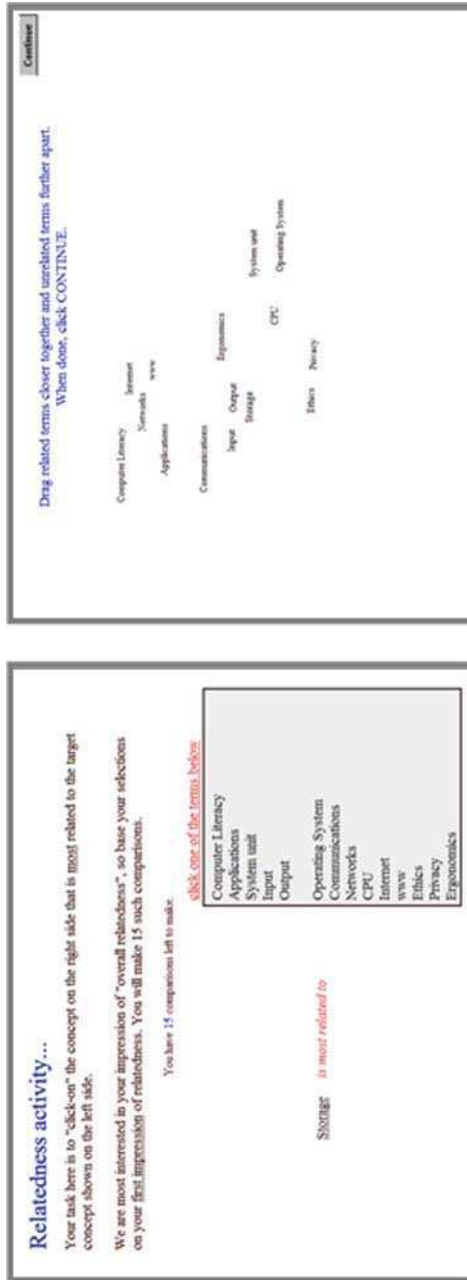 Relatedness activity...
Your task here is to "click-on" the concept on the right side that is most related to the target
concept shown on the left side.
We are most interested in your impression of "overall relatedness", so base your selections
on your first impression of relatedness. You will make 15 such comparisons.
You have 15 comparisons left to make.
click one of the terms below
Computer Literacy
Applications
System unit
Input
Output
Storage is most related to
Operating System
Communications
Networks
CPU
Internet
www
Ethics
Privacy
Ergonomics
Continue
Drag related terms closer together and unrelated terms further apart.
When done, click CONTINUE.
Computer Literacy
Internet
Networks
www
Applications
Communications
Ergonomics
Input
Output
Storage
System unit
CPU
Operating System
Ethics
Privacy